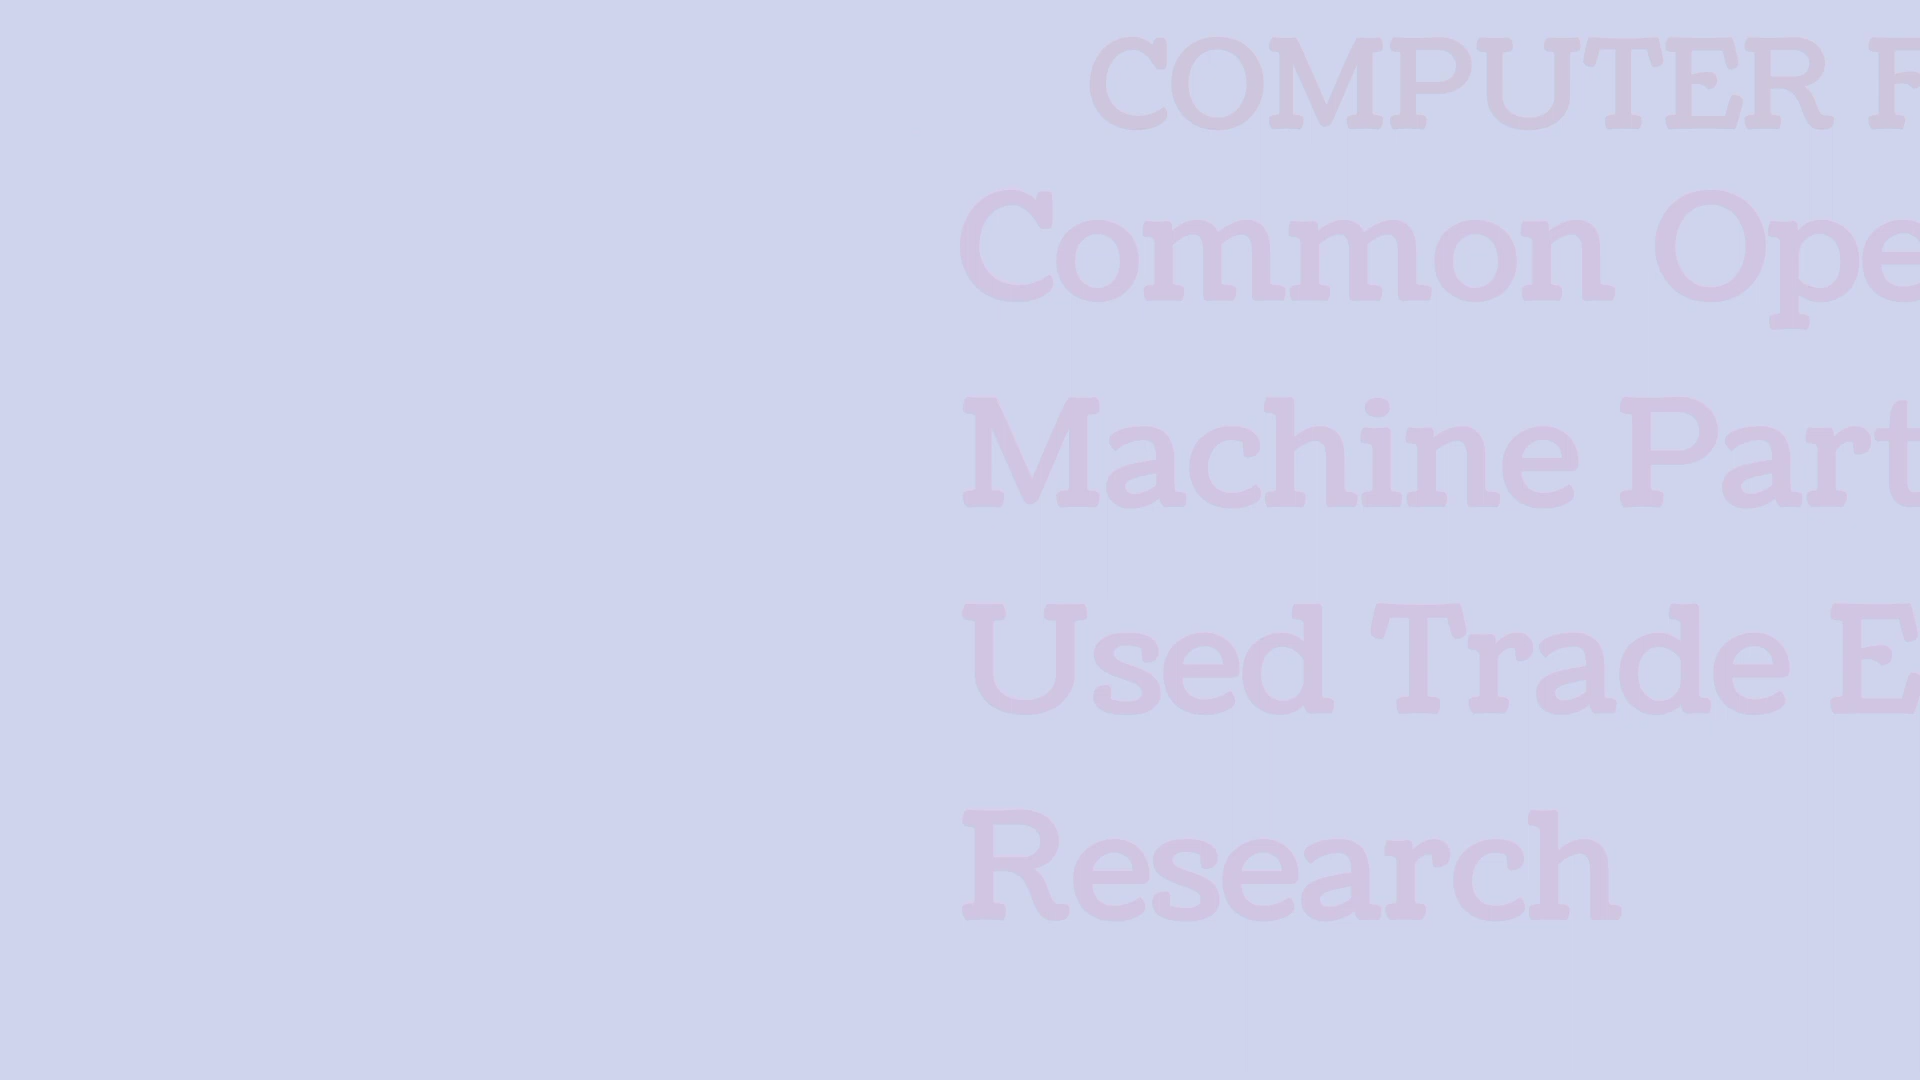 COMPUTER
Common
Machine
Used Trade
Research